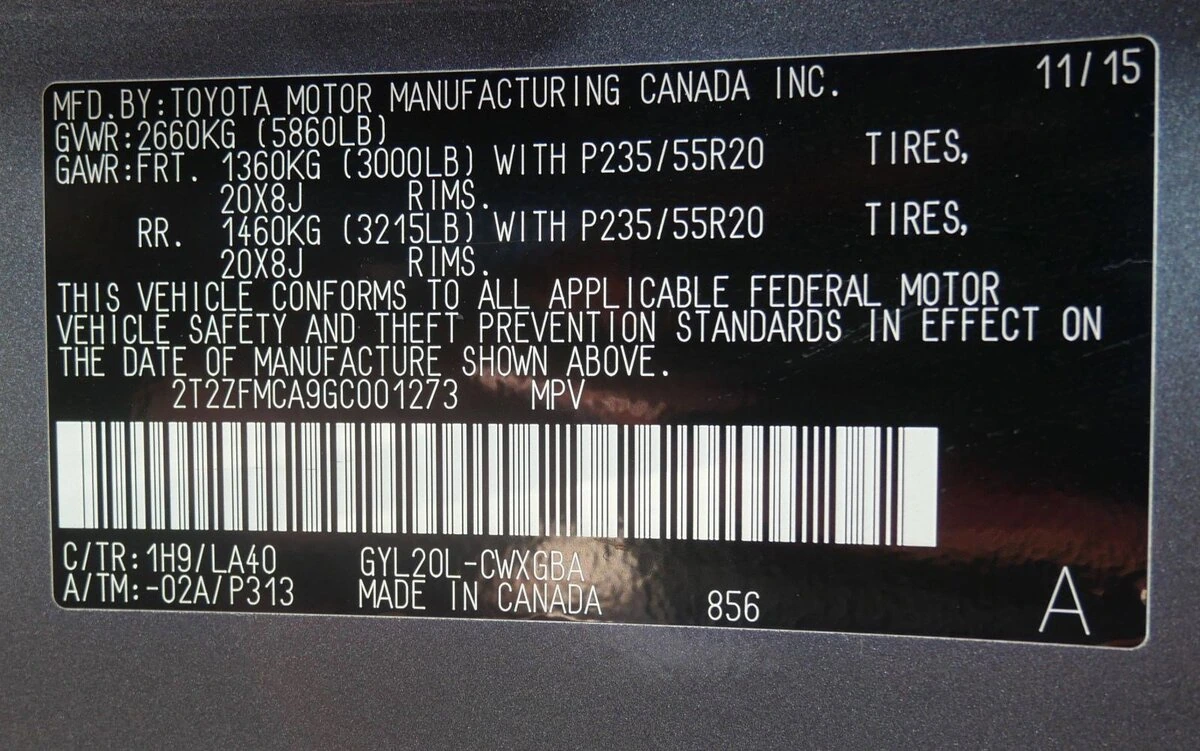 11/15
MFD.BY:TOYOTA MOTOR MANUFACTURING CANADA INC.
GVWR:2660KG (5860LB)
GAWR:FRT. 1360KG (3000LB) WITH P235/55R20 TIRES,
20X8J RIMS.
RR. 1460KG (3215LB) WITH P235/55R20 TIRES,
20X8J RIMS.
THIS VEHICLE CONFORMS TO ALL APPLICABLE FEDERAL MOTOR
VEHICLE SAFETY AND THEFT PREVENTION STANDARDS IN EFFECT ON
THE DATE OF MANUFACTURE SHOWN ABOVE.
2T2ZFMCA9GC001273 MPV
C/TR:1H9/LA40 GYL20L-CWXGBA
A/TM:-02A/P313 MADE IN CANADA 856 A